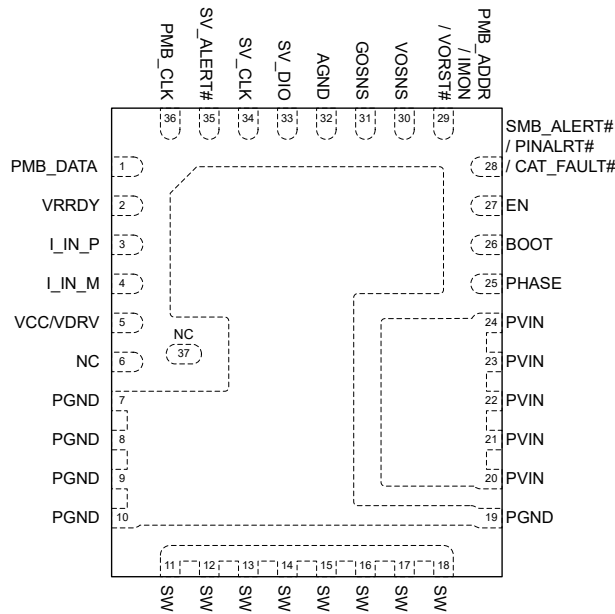 PMB_CLK
SV_ALERT#
SV_CLK
SV_DIO
AGND
GOSNS
VOSNS
PMB_ADDR
/ IMON
/ VORST#
36
35
34
33
32
31
30
29
PMB_DATA 1
VRRDY 2
I_IN_P 3
I_IN_M 4
VCC/VDRV 5
NC 6
PGND 7
PGND 8
PGND 9
PGND 10
NC
37
SMB_ALERT#
/ PINALRT#
28 / CAT_FAULT#
27 EN
26 BOOT
25 PHASE
24 PVIN
23 PVIN
22 PVIN
21 PVIN
20 PVIN
19 PGND
11
12
13
14
15
16
17
18
SW
SW
SW
SW
SW
SW
SW
SW